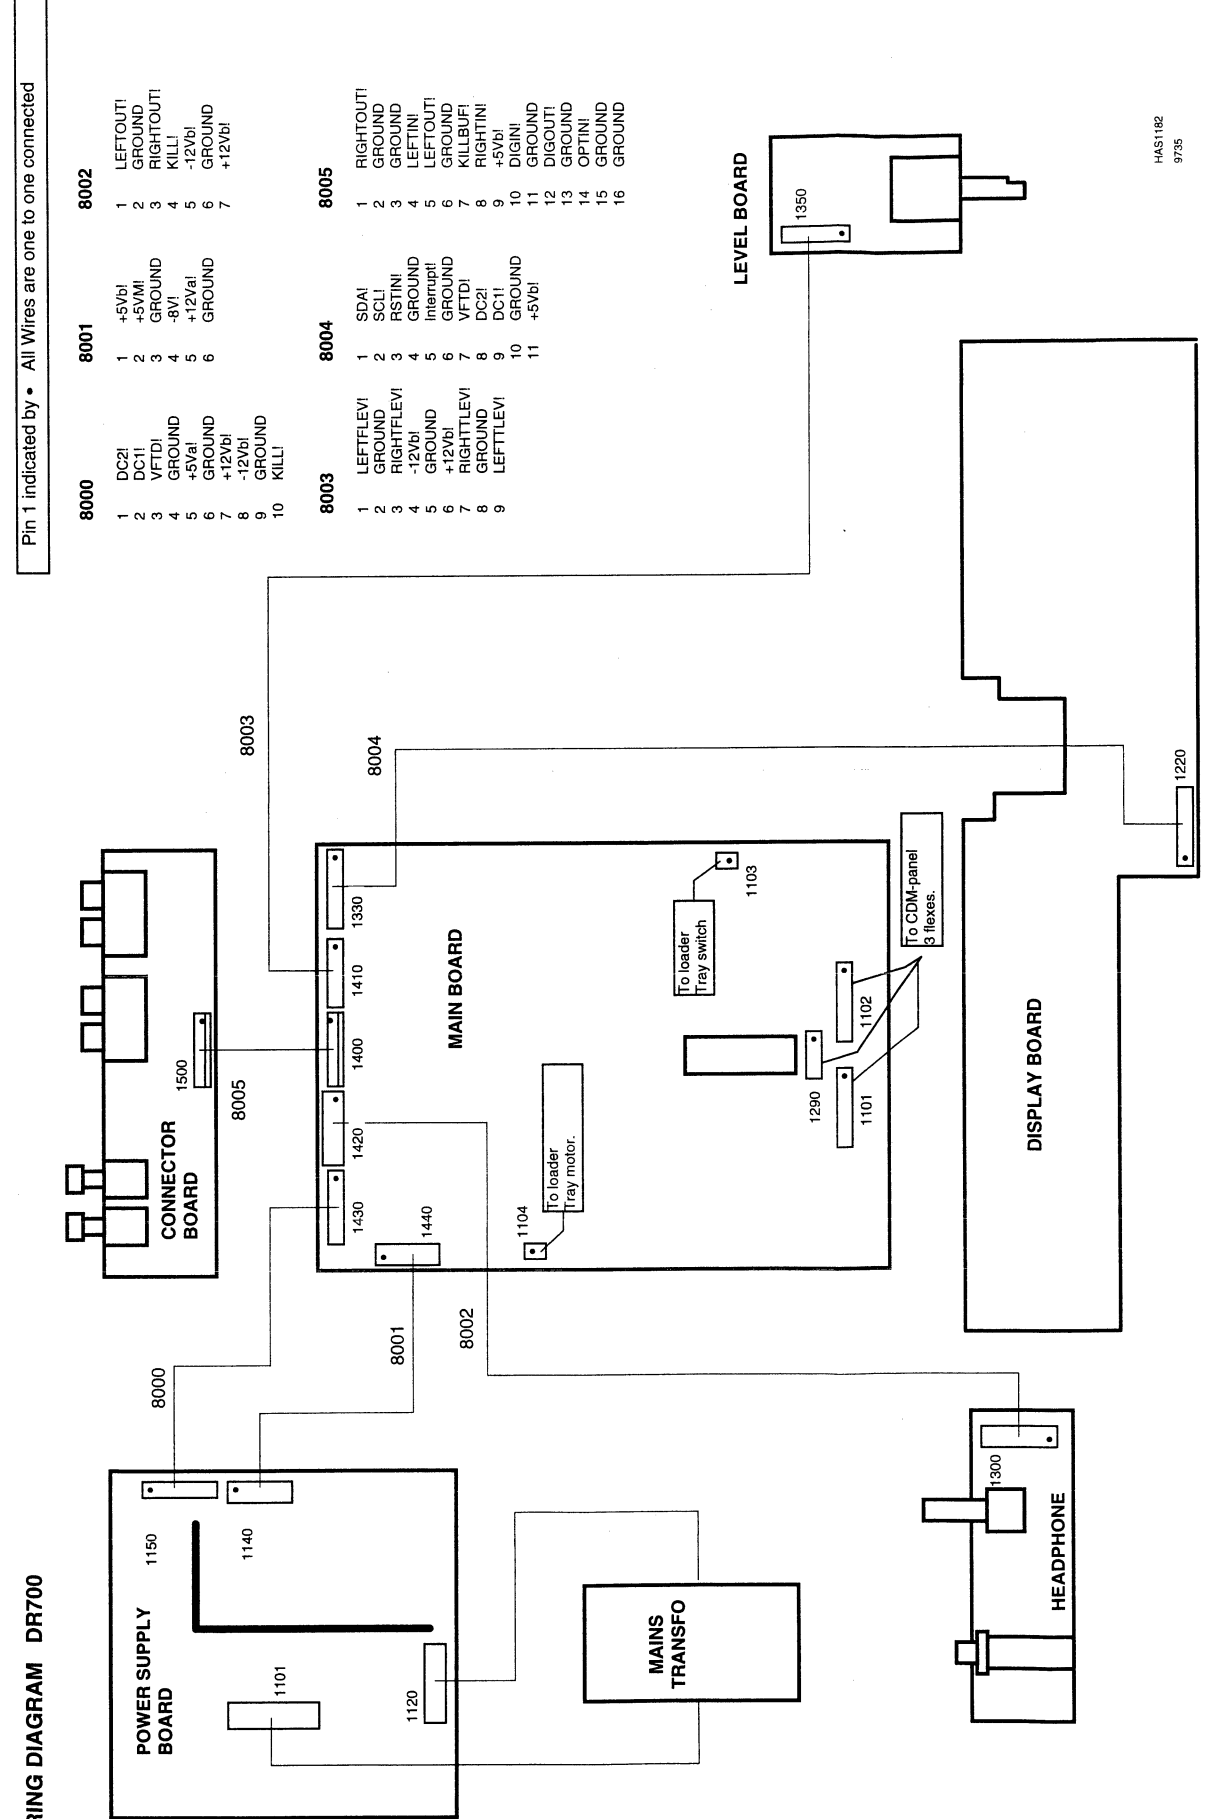 RING DIAGRAM DR700
Pin 1 indicated by • All Wires are one to one connected
8000
1 DC2!
2 DC1!
3 VFTD!
4 GROUND
5 +5Va!
6 GROUND
7 +12Vb!
8 -12Vb!
9 GROUND
10 KILL!
8001
1 +5Vb!
2 +5VM!
3 GROUND
4 -8V!
5 +12Va!
6 GROUND
8002
1 LEFTOUT!
2 GROUND
3 RIGHTOUT!
4 KILL!
5 -12Vb!
6 GROUND
7 +12Vb!
8003
1 LEFTFLEV!
2 GROUND
3 RIGHTFLEV!
4 -12Vb!
5 GROUND
6 +12Vb!
7 RIGHTTLEV!
8 GROUND
9 LEFTTLEV!
8004
1 SDA!
2 SCL!
3 RSTIN!
4 GROUND
5 Interrupt!
6 GROUND
7 VFTD!
8 DC2!
9 DC1!
10 GROUND
11 +5Vb!
8005
1 RIGHTOUT!
2 GROUND
3 GROUND
4 LEFTIN!
5 LEFTOUT!
6 GROUND
7 KILLBUF!
8 RIGHTIN!
9 +5Vb!
10 DIGIN!
11 GROUND
12 DIGOUT!
13 GROUND
14 OPTIN!
15 GROUND
16 GROUND
POWER SUPPLY
BOARD
1150
1140
1101
1120
MAINS
TRANSFO
8000
8001
8002
CONNECTOR
BOARD
1500
8005
8003
8004
MAIN BOARD
1430
1420
1400
1410
1330
1440
1104
To loader
Tray motor.
To loader
Tray switch
1103
1290
1101
1102
To CDM-panel
3 flexes.
HEADPHONE
1300
DISPLAY BOARD
1220
LEVEL BOARD
1350
HAS1182
9735